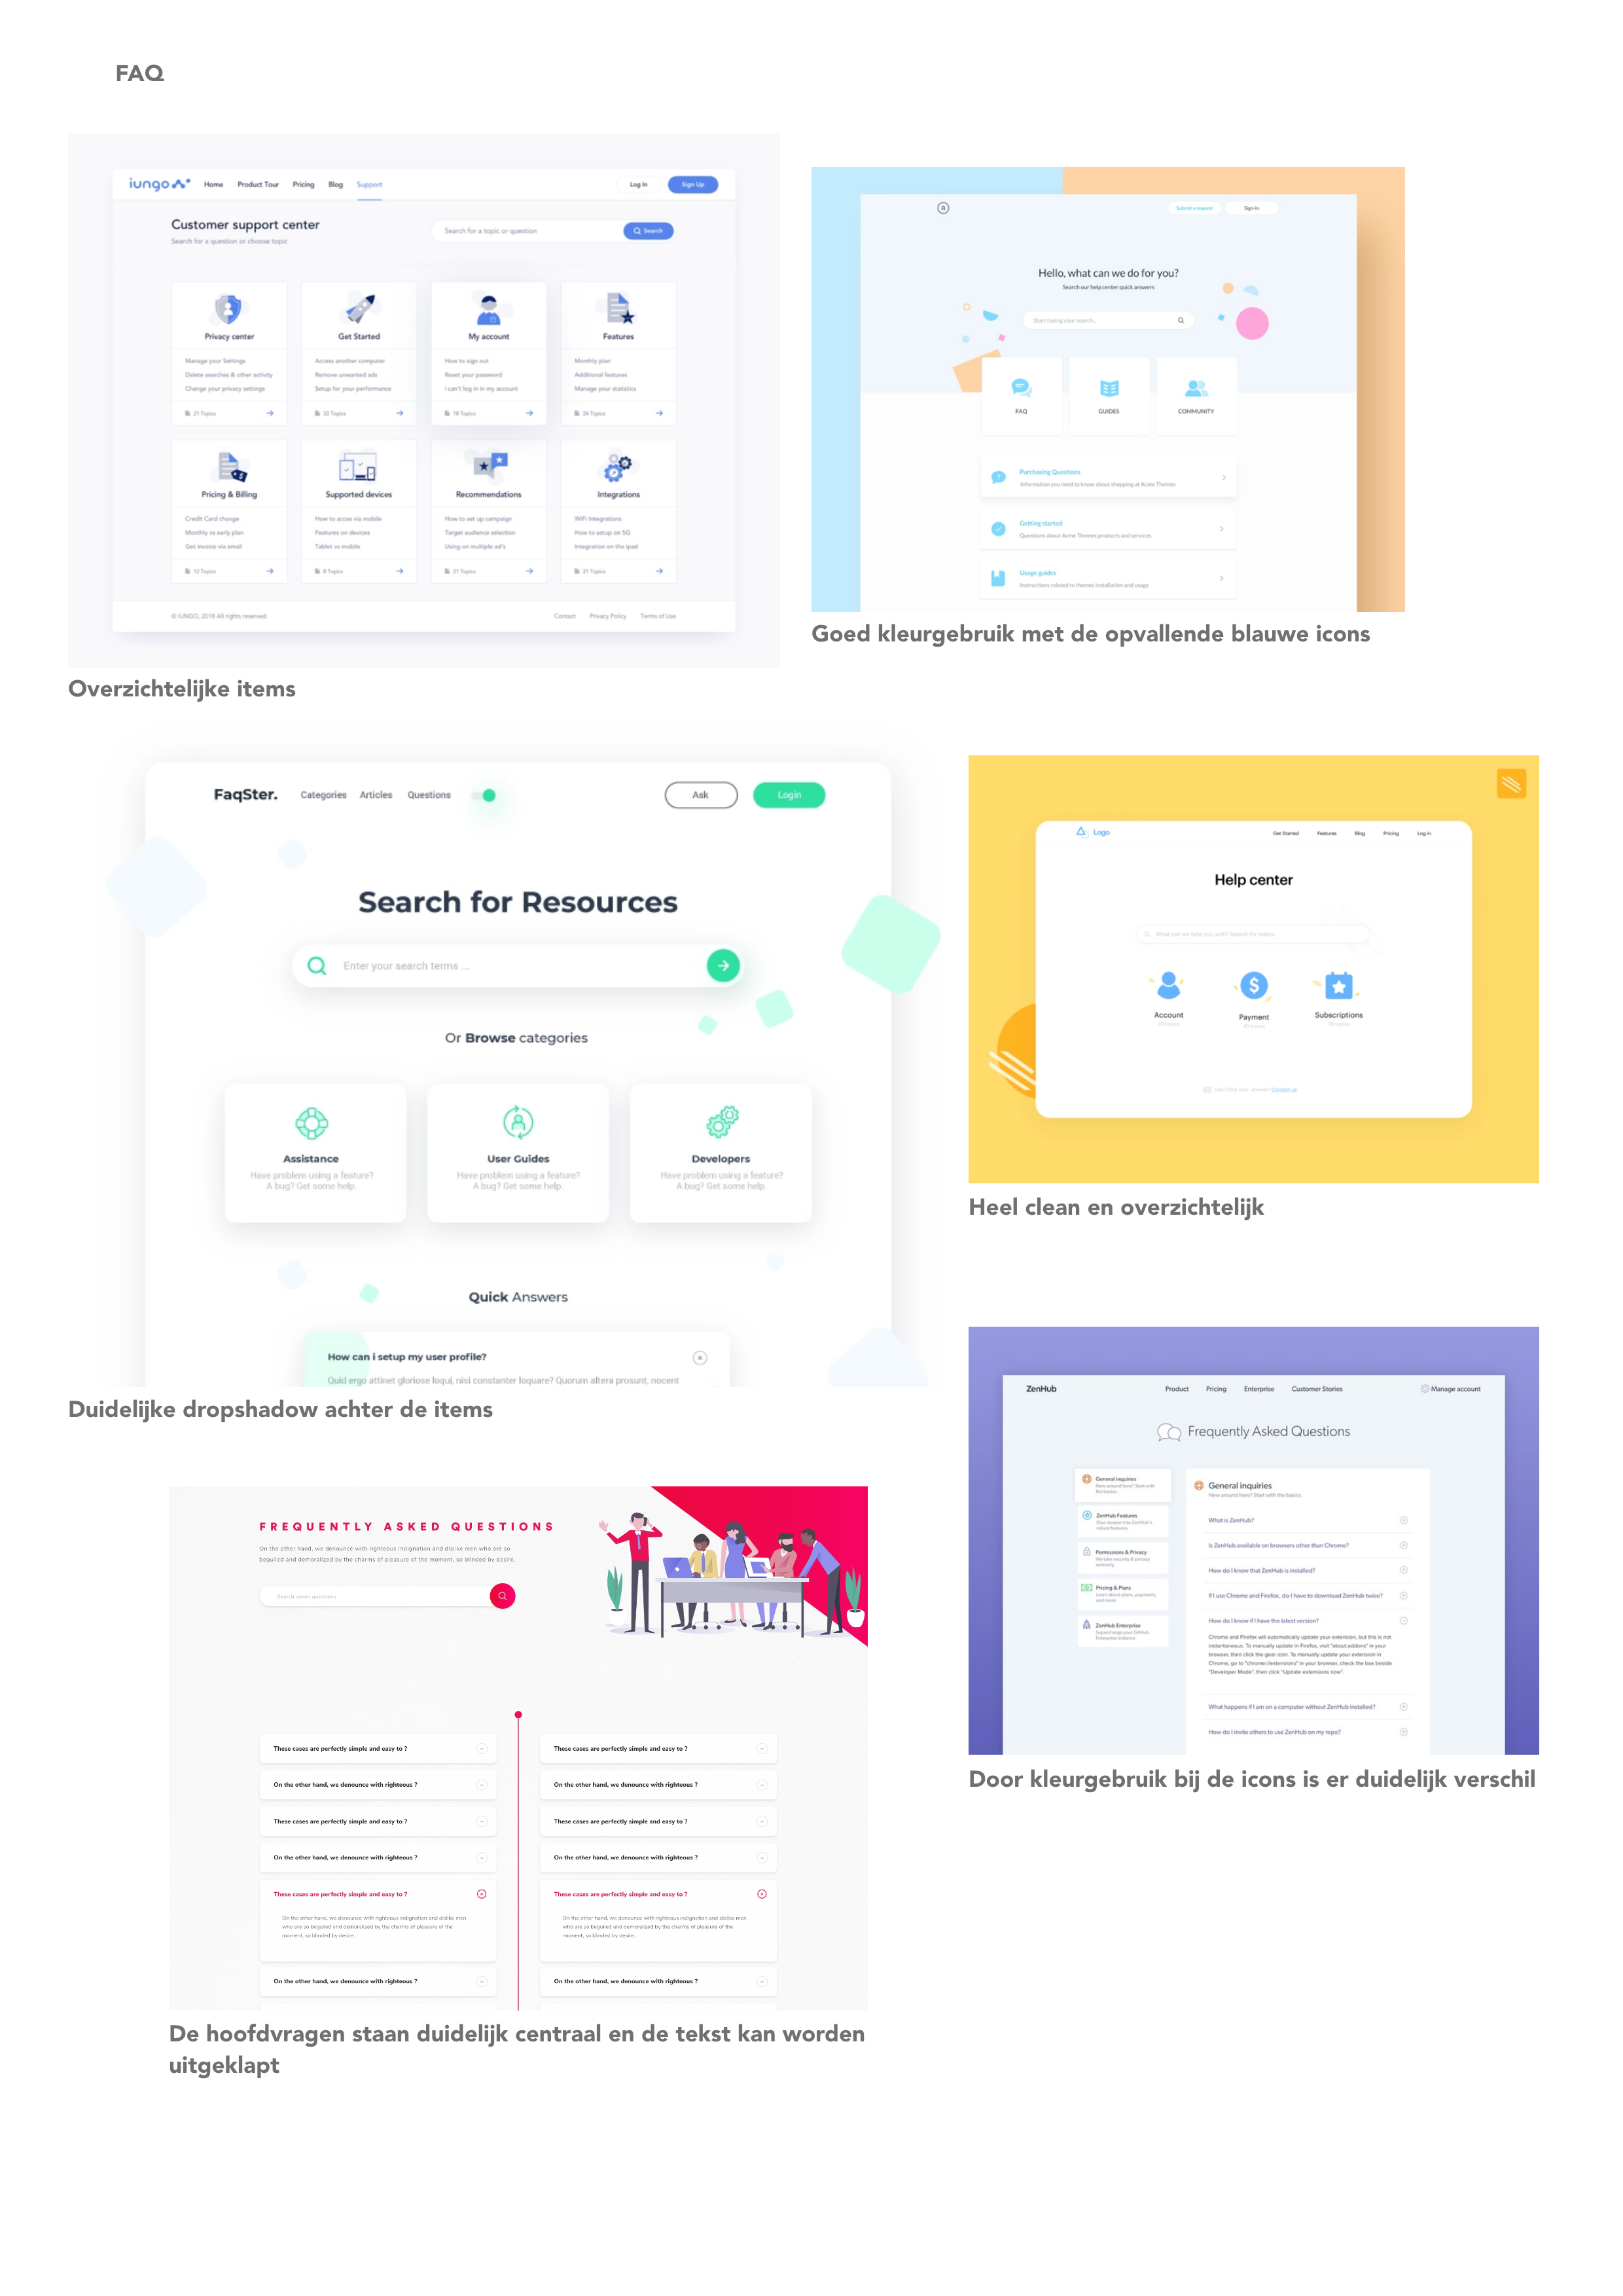 FAQ
iungo
Home Product Tour Pricing Blog Support
Log In Sign Up
Customer support center
Search for a question or choose topic
Search for a topic or question Search
Privacy center Get Started My account Features
Manage your Settings Access another computer How to sign out Monthly plan
Delete searches & other activity Remove unwanted ads Reset your password Additional features
Change your privacy settings Setup for your performance i can't log in in my account Manage your statistics
21 Topics 33 Topics 18 Topics 24 Topics
Pricing & Billing Supported devices Recommendations Integrations
Credit Card change How to acces via mobile How to set up campaign WiFi Integrations
Monthly vs early plan Features on devices Target audience selection How to setup on 5G
Get invoice via email Tablet vs mobile Using on multiple ad's Integration on the ipad
12 Topics 8 Topics 21 Topics 21 Topics
© IUNGO, 2018 All rights reserved. Contact Privacy Policy Terms of Use
Overzichtelijke items
Submit a request Sign in
Hello, what can we do for you?
Search our help center quick answers
Start typing your search...
FAQ GUIDES COMMUNITY
Purchasing Questions
Information you need to know about shopping at Acme Themes
Getting started
Questions about Acme Themes products and services
Usage guides
Instructions related to themes installation and usage
Goed kleurgebruik met de opvallende blauwe icons
FaqSter. Categories Articles Questions Ask Login
Search for Resources
Enter your search terms ...
Or Browse categories
Assistance User Guides Developers
Have problem using a feature? Have problem using a feature? Have problem using a feature?
A bug? Get some help. A bug? Get some help. A bug? Get some help.
Quick Answers
How can i setup my user profile?
Quid ergo attinet gloriose loqui, nisi constanter loquare? Quorum altera prosunt, nocent
Duidelijke dropshadow achter de items
Logo Get Started Features Blog Pricing Log in
Help center
What can we help you with? Search for topics
Account Payment Subscriptions
Can't find your answer? Contact us
Heel clean en overzichtelijk
ZenHub Product Pricing Enterprise Customer Stories Manage account
Frequently Asked Questions
General inquiries
New around here? Start with
the basics.
ZenHub Features
Dive deeper into ZenHub's
robust features.
Permissions & Privacy
We take security & privacy
seriously.
Pricing & Plans
Learn about plans, payments,
and more.
ZenHub Enterprise
Supercharge your GitHub
Enterprise instance.
General inquiries
New around here? Start with the basics.
What is ZenHub?
Is ZenHub available on browsers other than Chrome?
How do I know that ZenHub is installed?
If I use Chrome and Firefox, do I have to download ZenHub twice?
How do I know if I have the latest version?
Chrome and Firefox will automatically update your extension, but this is not
instantaneous. To manually update in Firefox, visit "about:addons" in your
browser, then click the gear icon. To manually update your extension in
Chrome, go to "chrome://extensions" in your browser, check the box beside
"Developer Mode", then click "Update extensions now".
What happens if I am on a computer without ZenHub installed?
How do I invite others to use ZenHub on my repo?
Door kleurgebruik bij de icons is er duidelijk verschil
FREQUENTLY ASKED QUESTIONS
On the other hand, we denounce with righteous indignation and dislike men who are so
beguiled and demoralized by the charms of pleasure of the moment, so blinded by desire.
Search asked questions
These cases are perfectly simple and easy to ? These cases are perfectly simple and easy to ?
On the other hand, we denounce with righteous ? On the other hand, we denounce with righteous ?
These cases are perfectly simple and easy to ? These cases are perfectly simple and easy to ?
On the other hand, we denounce with righteous ? On the other hand, we denounce with righteous ?
These cases are perfectly simple and easy to ? These cases are perfectly simple and easy to ?
On the other hand, we denounce with righteous indignation and dislike men On the other hand, we denounce with righteous indignation and dislike men
who are so beguiled and demoralized by the charms of pleasure of the who are so beguiled and demoralized by the charms of pleasure of the
moment, so blinded by desire. moment, so blinded by desire.
On the other hand, we denounce with righteous ? On the other hand, we denounce with righteous ?
De hoofdvragen staan duidelijk centraal en de tekst kan worden
uitgeklapt